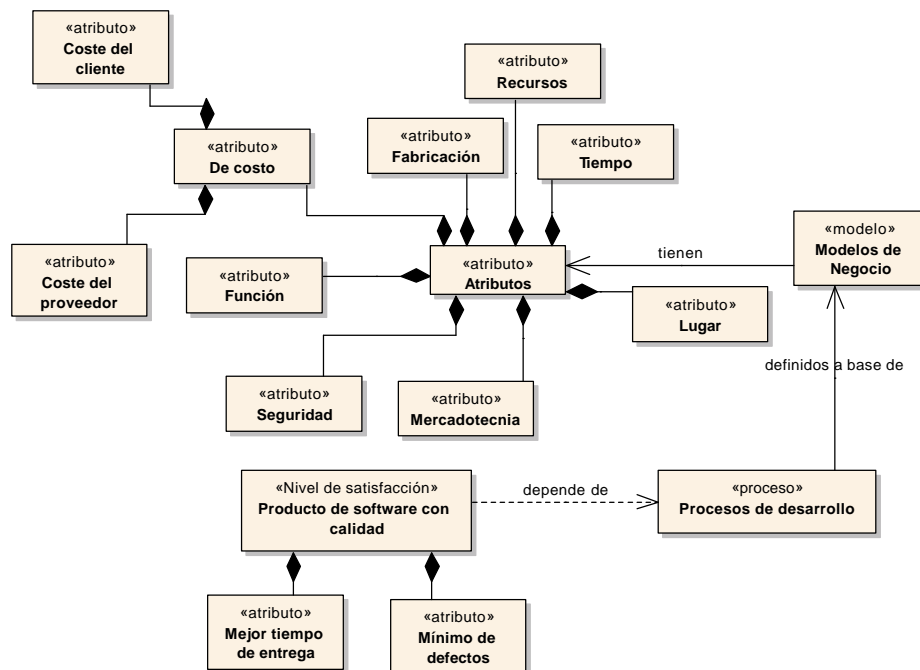 «atributo»
Coste del
cliente
«atributo»
Recursos
«atributo»
De costo
«atributo»
Fabricación
«atributo»
Tiempo
«atributo»
Coste del
proveedor
«atributo»
Función
«atributo»
Atributos
tienen
«modelo»
Modelos de
Negocio
«atributo»
Lugar
definidos a base de
«atributo»
Seguridad
«atributo»
Mercadotecnia
«Nivel de satisfacción»
Producto de software con
calidad
depende de
«proceso»
Procesos de desarrollo
«atributo»
Mejor tiempo
de entrega
«atributo»
Mínimo de
defectos